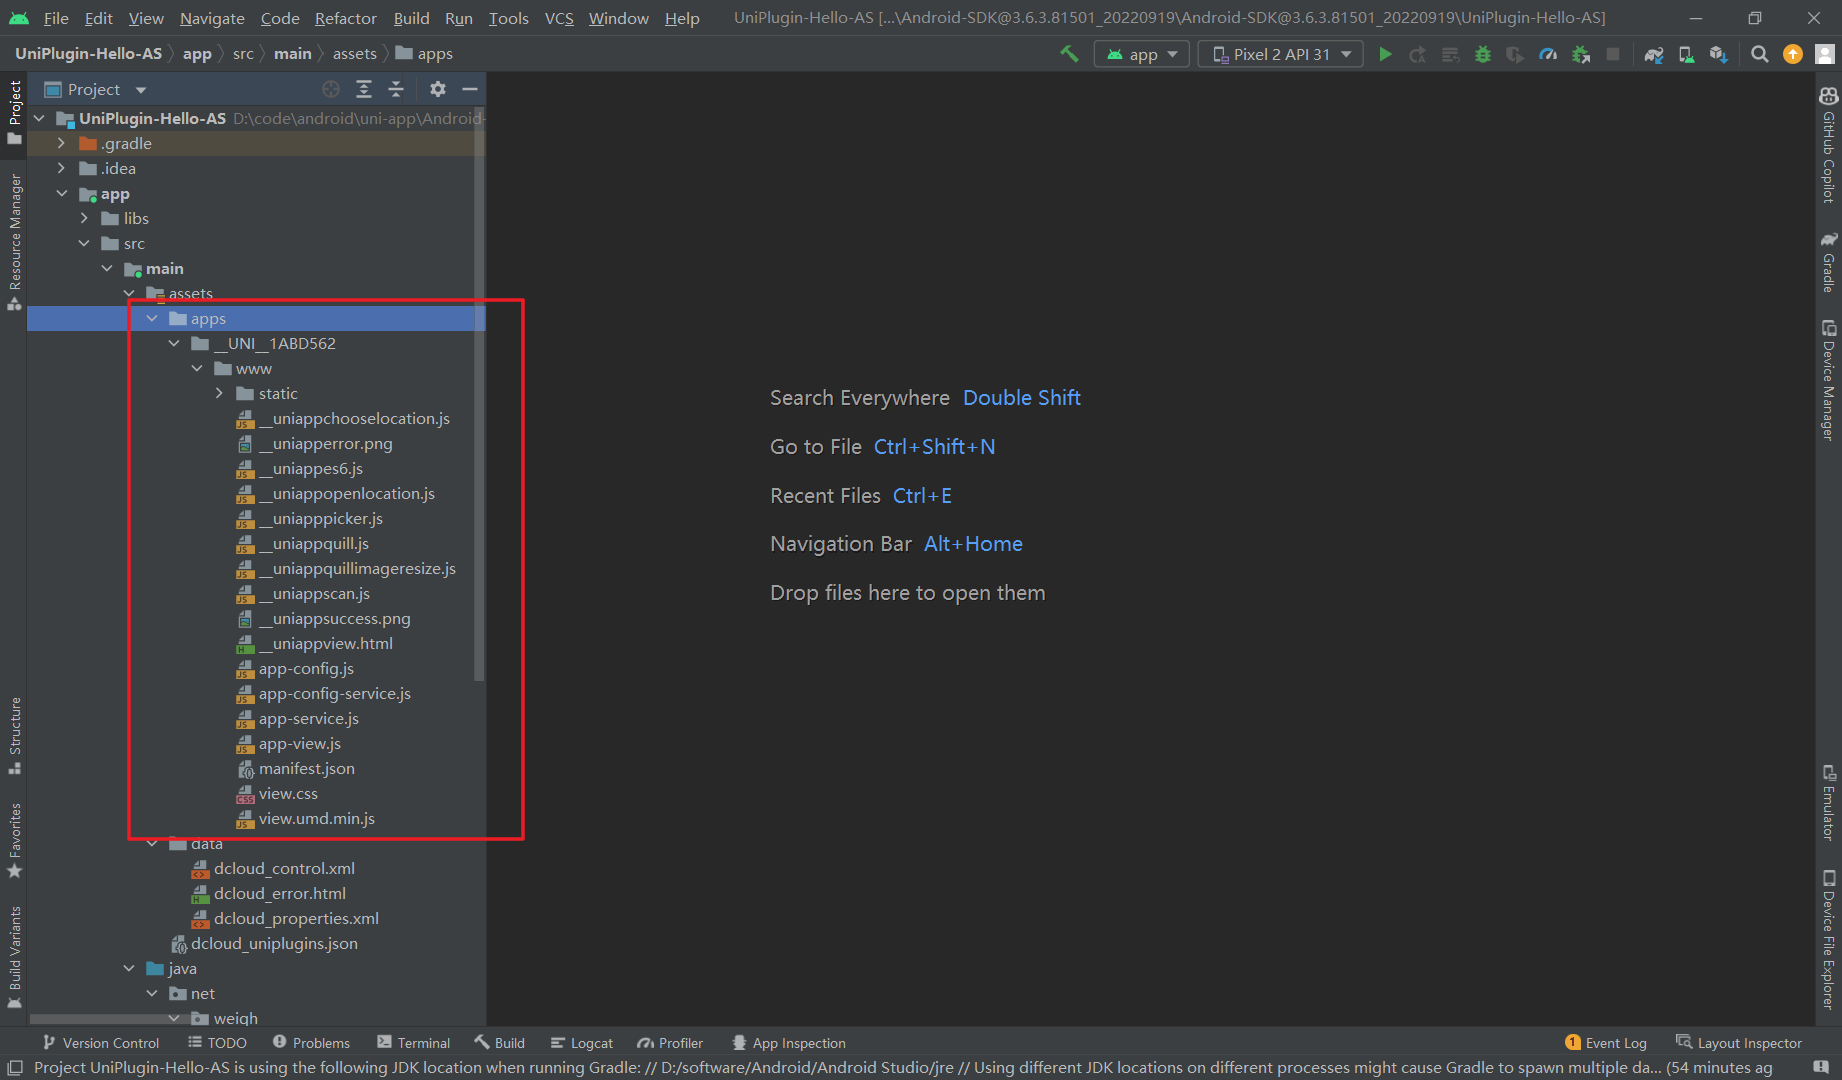 File Edit View Navigate Code Refactor Build Run Tools VCS Window Help UniPlugin-Hello-AS [...\Android-SDK@3.6.3.81501_20220919\Android-SDK@3.6.3.81501_20220919\UniPlugin-Hello-AS]
UniPlugin-Hello-AS app src main assets apps app Pixel 2 API 31
Project
UniPlugin-Hello-AS D:\code\android\uni-app\Android-
.gradle
.idea
app
libs
src
main
assets
apps
__UNI__1ABD562
www
static
__uniappchooselocation.js
__uniapperror.png
__uniappes6.js
__uniappopenlocation.js
__uniapppicker.js
__uniappquill.js
__uniappquillimageresize.js
__uniappscan.js
__uniappsuccess.png
__uniappview.html
app-config.js
app-config-service.js
app-service.js
app-view.js
manifest.json
view.css
view.umd.min.js
data
dcloud_control.xml
dcloud_error.html
dcloud_properties.xml
dcloud_uniplugins.json
java
net
weigh
Project
Resource Manager
Structure
Favorites
Build Variants
Search Everywhere Double Shift
Go to File Ctrl+Shift+N
Recent Files Ctrl+E
Navigation Bar Alt+Home
Drop files here to open them
GitHub Copilot
Gradle
Device Manager
Emulator
Device File Explorer
Version Control TODO Problems Terminal Build Logcat Profiler App Inspection 1 Event Log Layout Inspector
Project UniPlugin-Hello-AS is using the following JDK location when running Gradle: // D:/software/Android/Android Studio/jre // Using different JDK locations on different processes might cause Gradle to spawn multiple da... (54 minutes ag